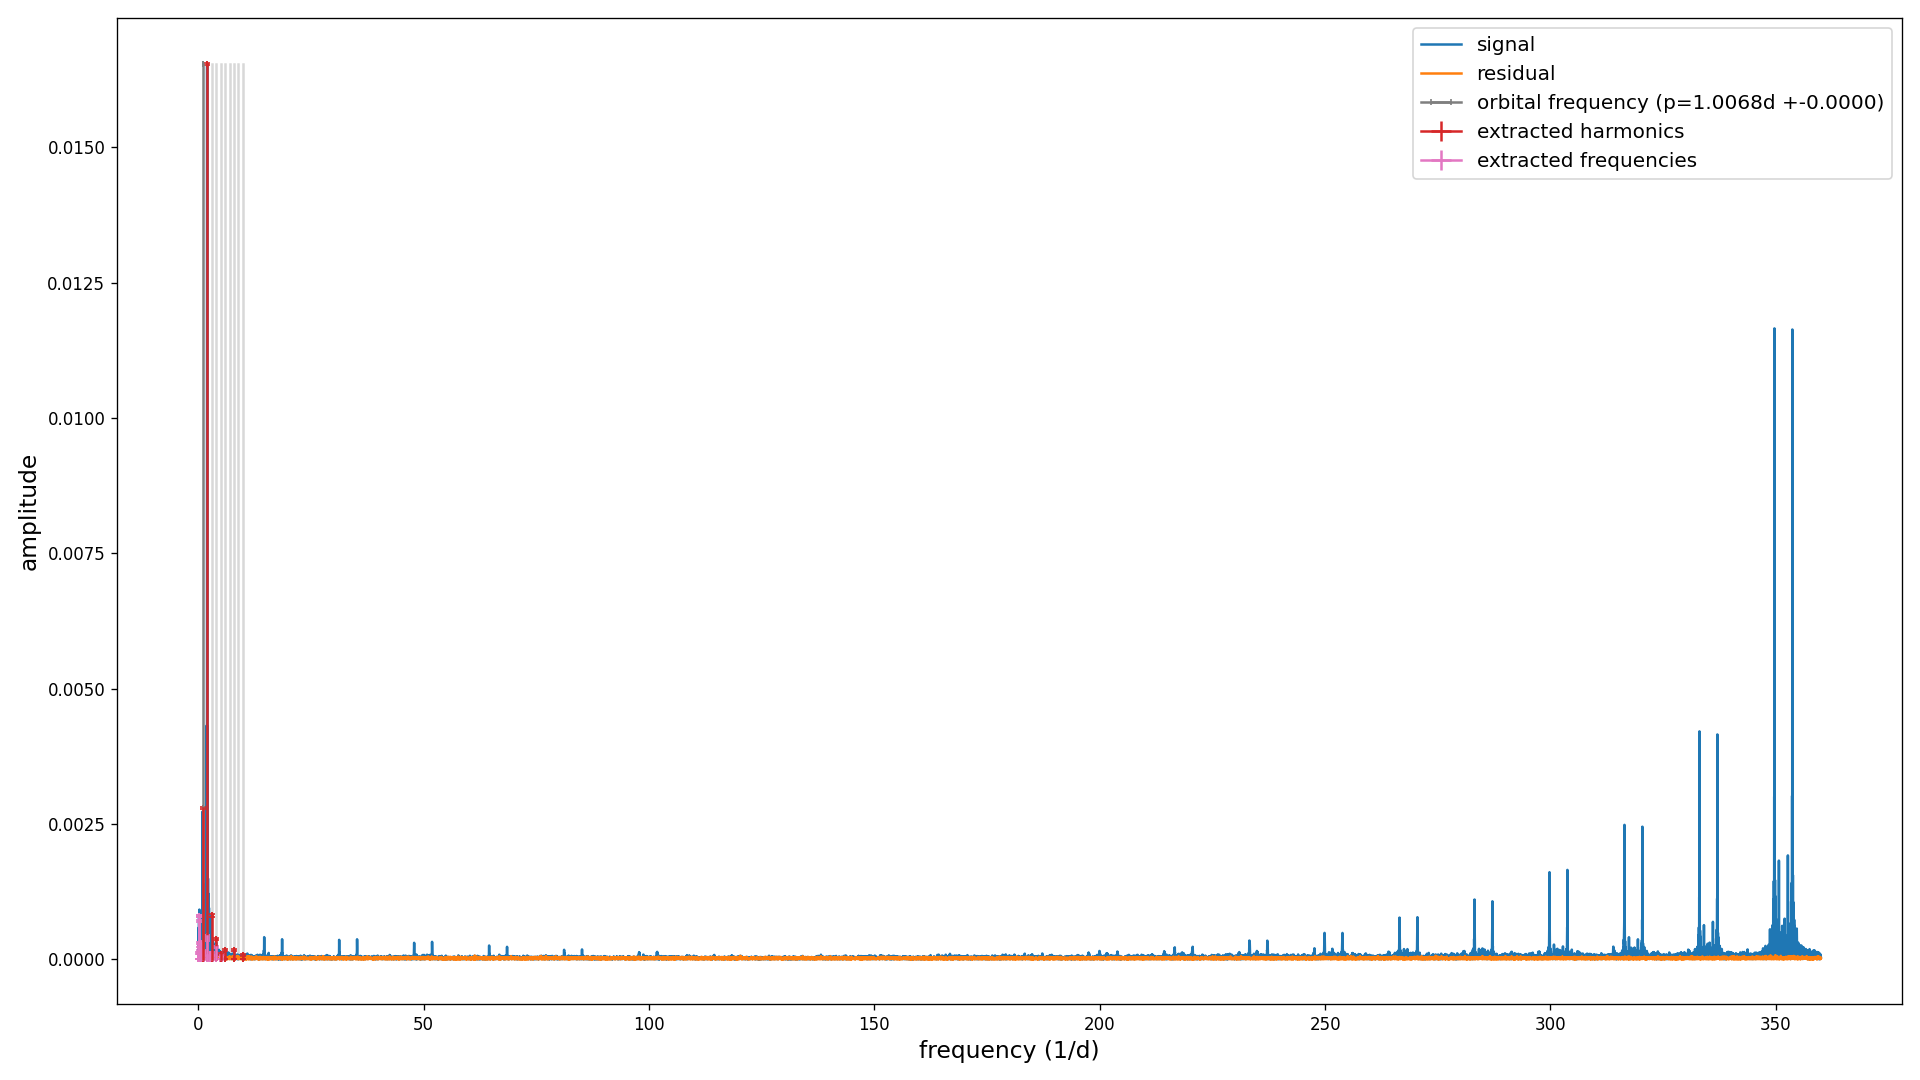 signal
residual
orbital frequency (p=1.0068d +-0.0000)
extracted harmonics
extracted frequencies
amplitude
0.0150
0.0125
0.0100
0.0075
0.0050
0.0025
0.0000
0 50 100 150 200 250 300 350
frequency (1/d)